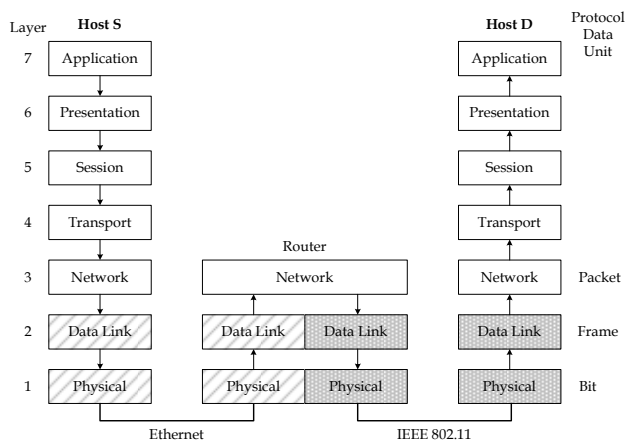 Layer Host S Host D Protocol
Data
Unit
7 Application Application
6 Presentation Presentation
5 Session Session
4 Transport Transport
Router
3 Network Network Network Packet
2 Data Link Data Link Data Link Data Link Frame
1 Physical Physical Physical Physical Bit
Ethernet IEEE 802.11